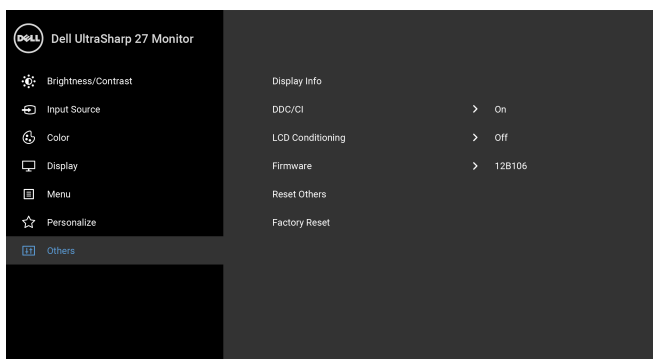 DELL Dell UltraSharp 27 Monitor
Brightness/Contrast
Input Source
Color
Display
Menu
Personalize
Others
Display Info
DDC/CI On
LCD Conditioning Off
Firmware 12B106
Reset Others
Factory Reset